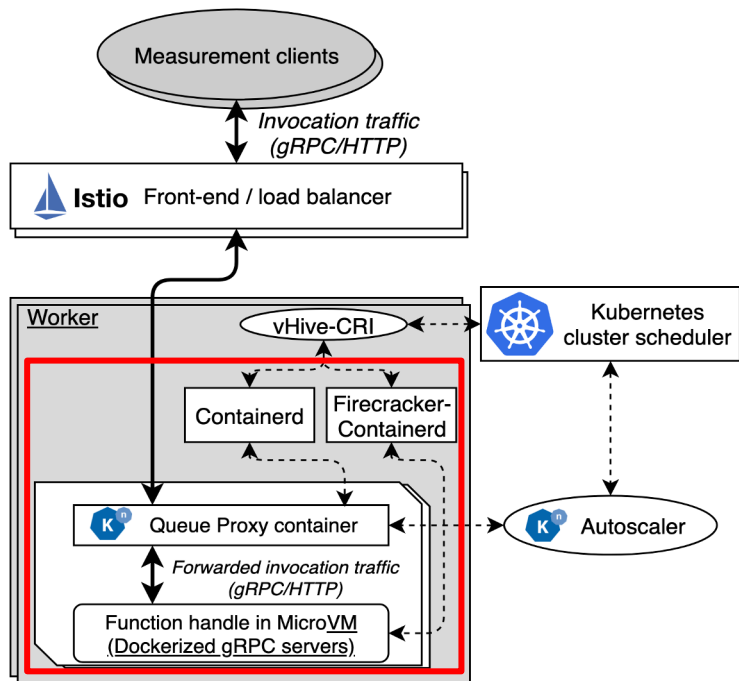 Measurement clients
Invocation traffic
(gRPC/HTTP)
Istio Front-end / load balancer
Worker
vHive-CRI
Kubernetes
cluster scheduler
Containerd
Firecracker-
Containerd
K n Queue Proxy container
K n Autoscaler
Forwarded invocation traffic
(gRPC/HTTP)
Function handle in MicroVM
(Dockerized gRPC servers)